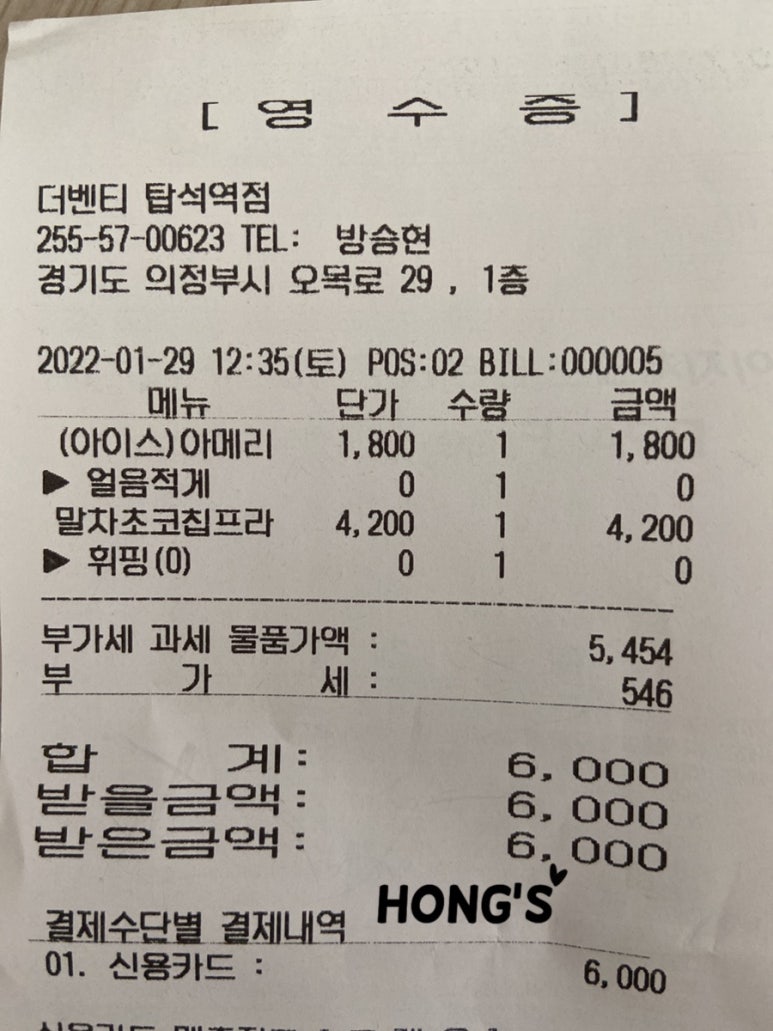 [ 영 수 증 ]
더벤티 탑석역점
255-57-00623 TEL: 방승현
경기도 의정부시 오목로 29 , 1층
2022-01-29 12:35(토) POS:02 BILL:000005
메뉴 단가 수량 금액
(아이스)아메리 1,800 1 1,800
▶ 얼음적게 0 1 0
말차초코칩프라 4,200 1 4,200
▶ 휘핑(O) 0 1 0
부가세 과세 물품가액 : 5,454
부 가 세 : 546
합 계: 6,000
받을금액: 6,000
받은금액: 6,000
HONG'S
결제수단별 결제내역
01. 신용카드 : 6,000